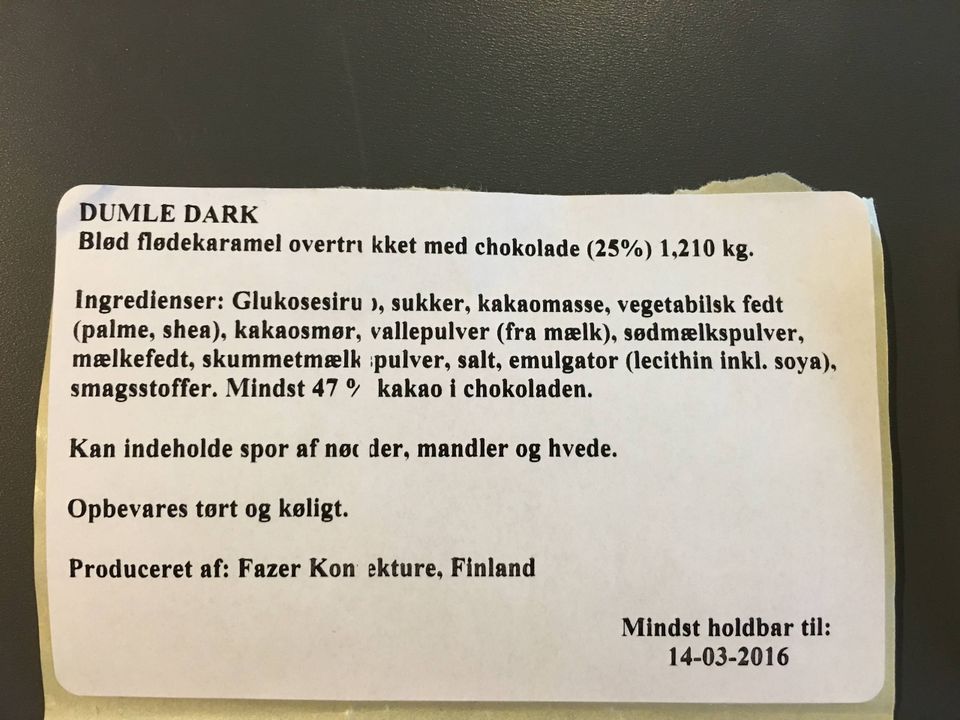 DUMLE DARK
Blød flødekaramel overtrukket med chokolade (25%) 1,210 kg.
Ingredienser: Glukosesirup, sukker, kakaomasse, vegetabilsk fedt
(palme, shea), kakaosmør, vallepulver (fra mælk), sødmælkspulver,
mælkefedt, skummetmælkspulver, salt, emulgator (lecithin inkl. soya),
smagsstoffer. Mindst 47 % kakao i chokoladen.
Kan indeholde spor af nødder, mandler og hvede.
Opbevares tørt og køligt.
Produceret af: Fazer Konfekture, Finland
Mindst holdbar til:
14-03-2016